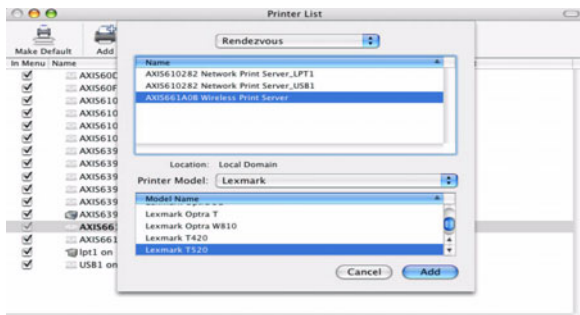 Printer List
Make Default
Add
Rendezvous
In Menu Name
Name
AXIS610282 Network Print Server_LPT1
AXIS610282 Network Print Server_USB1
AXIS661A08 Wireless Print Server
AXIS60C
AXIS60F
AXIS610
AXIS610
AXIS610
AXIS639
AXIS639
AXIS639
AXIS639
AXIS639
AXIS639
AXIS66
AXIS661
lpt1 on
USB1 on
Location: Local Domain
Printer Model: Lexmark
Model Name
Lexmark Optra T
Lexmark Optra W810
Lexmark T420
Lexmark T520
Cancel
Add